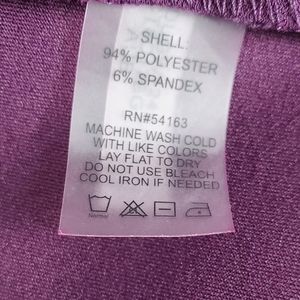 SHELL:
94% POLYESTER
6% SPANDEX
RN#54163
MACHINE WASH COLD
WITH LIKE COLORS
LAY FLAT TO DRY
DO NOT USE BLEACH
COOL IRON IF NEEDED
Normal